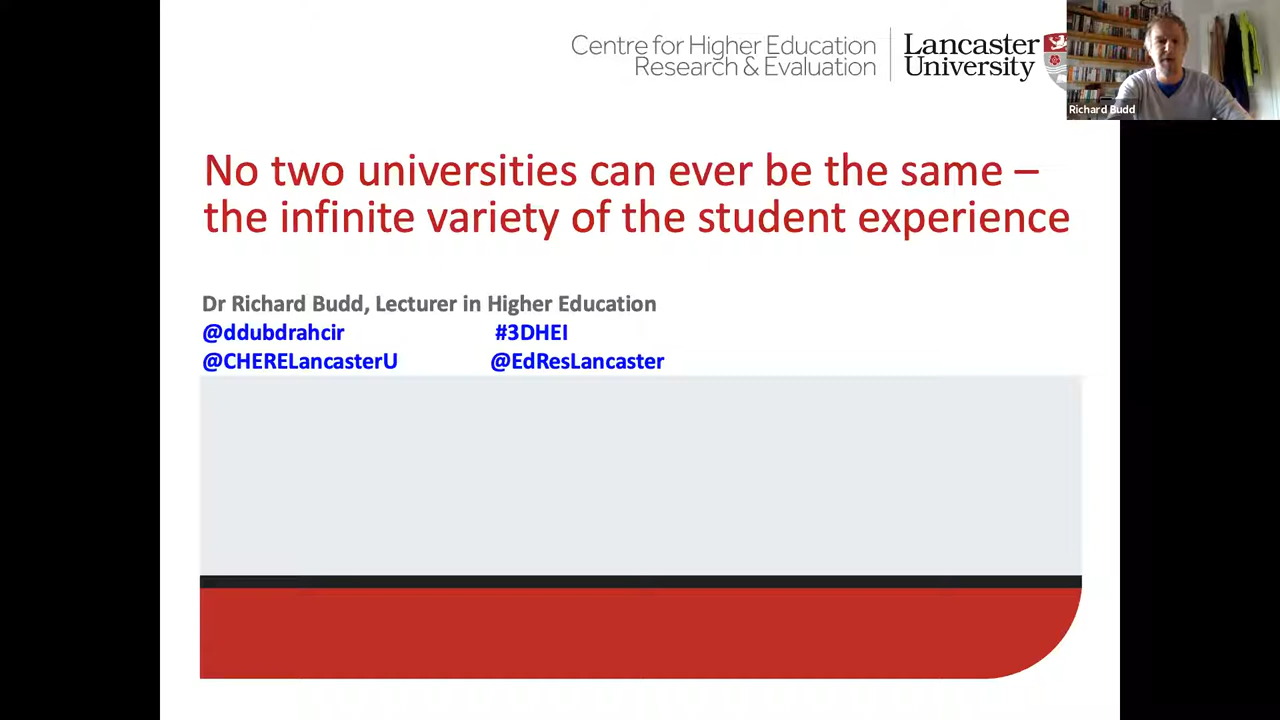 Centre for Higher Education
Research & Evaluation
Lancaster
University
Richard Budd
No two universities can ever be the same –
the infinite variety of the student experience
Dr Richard Budd, Lecturer in Higher Education
@ddubdrahcir #3DHEI
@CHERELancasterU @EdResLancaster